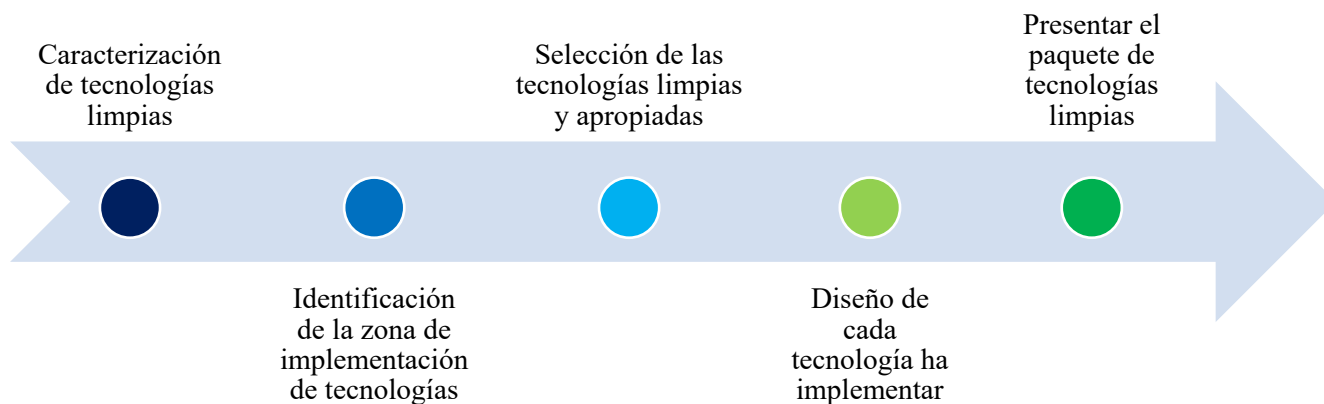 Caracterización
de tecnologías
limpias
Identificación
de la zona de
implementación
de tecnologías
Selección de las
tecnologías limpias
y apropiadas
Diseño de
cada
tecnología ha
implementar
Presentar el
paquete de
tecnologías
limpias